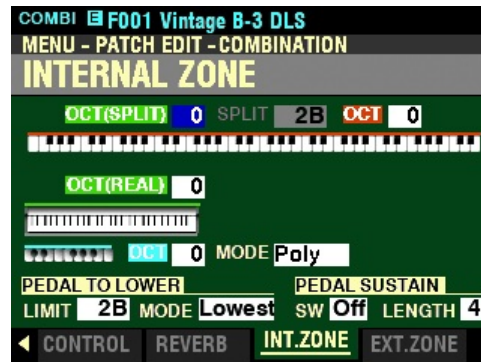 COMBI E F001 Vintage B-3 DLS
MENU - PATCH EDIT - COMBINATION
INTERNAL ZONE
OCT(SPLIT) 0 SPLIT 2B OCT 0
OCT(REAL) 0
OCT 0 MODE Poly
PEDAL TO LOWER PEDAL SUSTAIN
LIMIT 2B MODE Lowest SW Off LENGTH 4
CONTROL REVERB INT.ZONE EXT.ZONE